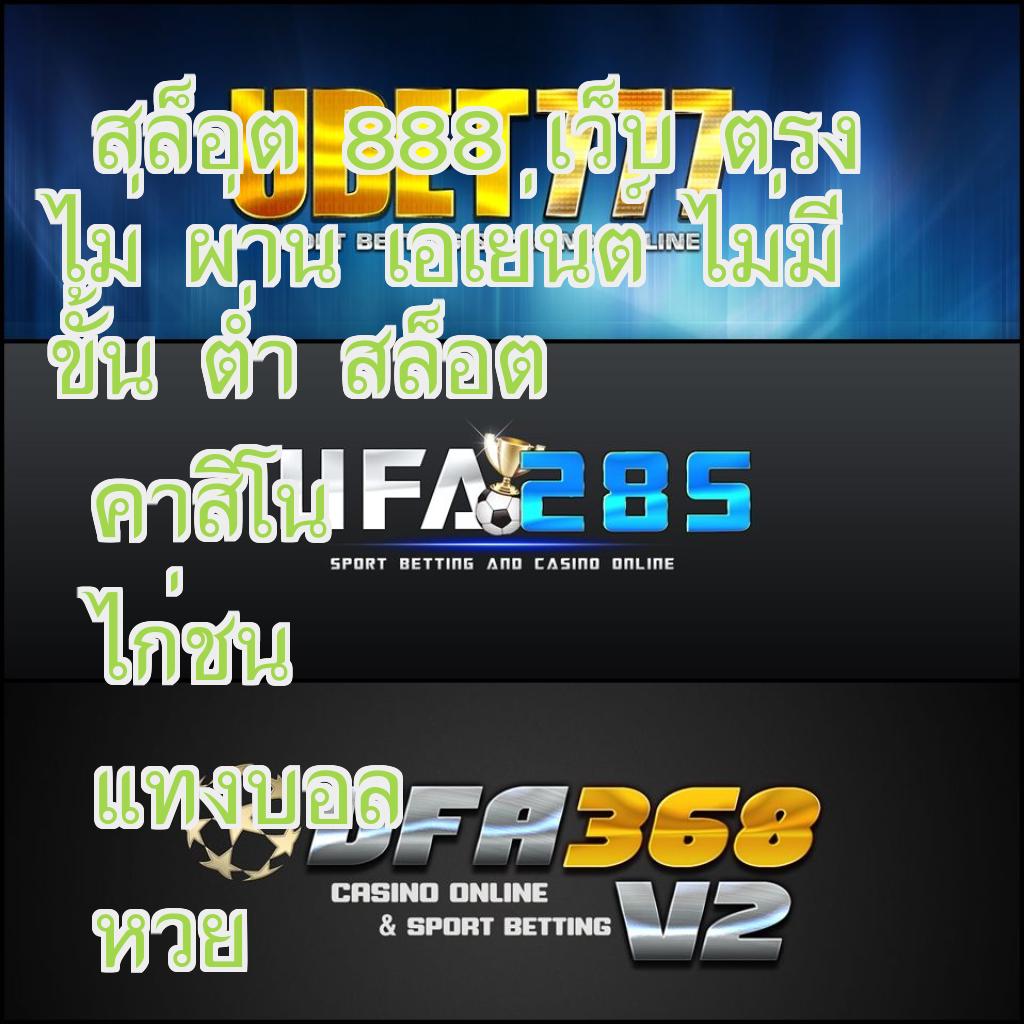 UBET777
สุล็อุต 888 เว็บ ตรง
ไม่ ผ่าน เอเย่นต์ ไม่มี
ขั้น ต่ำ สล็อต
UFA285
คาสิโน
SPORT BETTING AND CASINO ONLINE
ไก่ชน
แทงบอล
UFA368
CASINO ONLINE V2
& SPORT BETTING
หวย